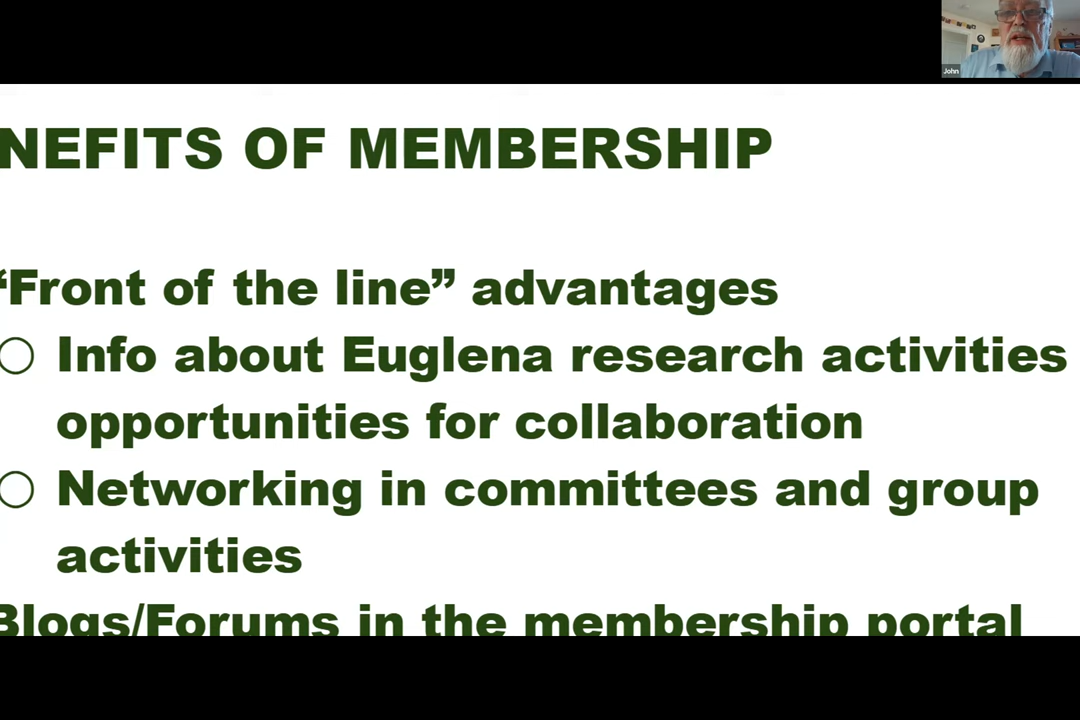 John
NEFITS OF MEMBERSHIP
“Front of the line” advantages
○ Info about Euglena research activities
opportunities for collaboration
○ Networking in committees and group
activities
Blogs/Forums in the membership portal